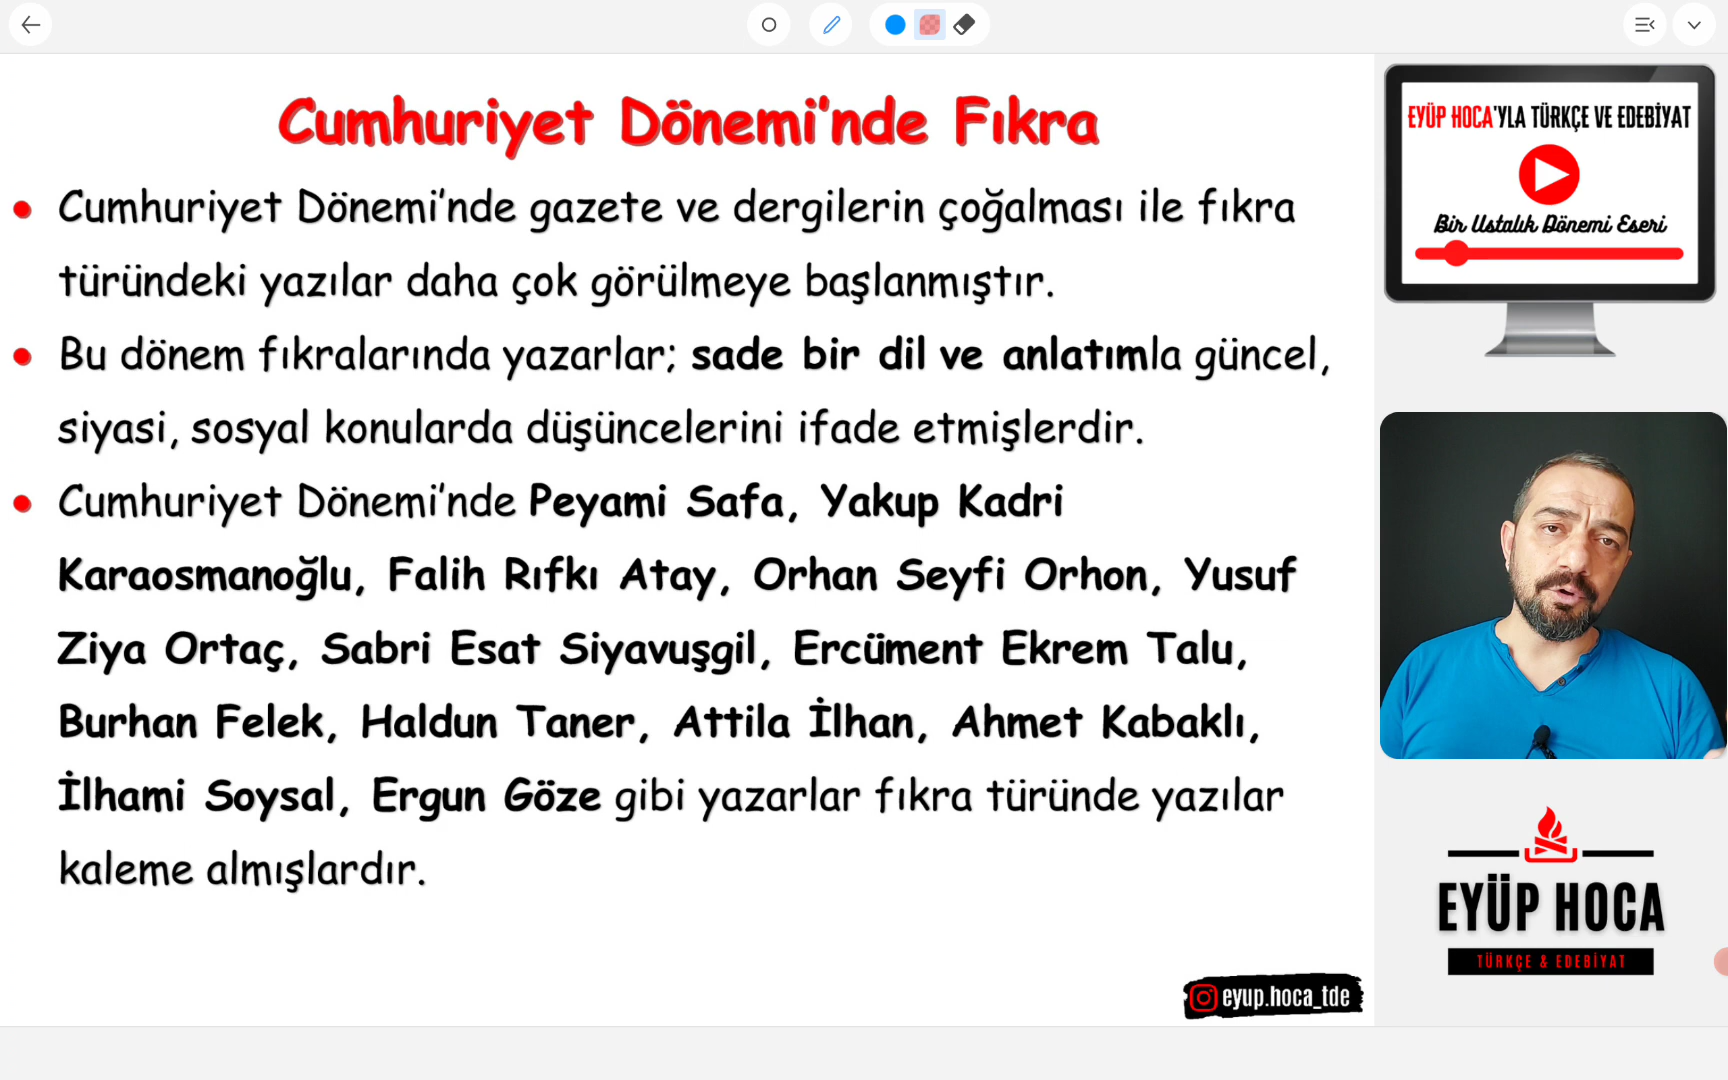 Cumhuriyet Dönemi'nde Fıkra
• Cumhuriyet Dönemi'nde gazete ve dergilerin çoğalması ile fıkra
türündeki yazılar daha çok görülmeye başlanmıştır.
• Bu dönem fıkralarında yazarlar; sade bir dil ve anlatımla güncel,
siyasi, sosyal konularda düşüncelerini ifade etmişlerdir.
• Cumhuriyet Dönemi'nde Peyami Safa, Yakup Kadri
Karaosmanoğlu, Falih Rıfkı Atay, Orhan Seyfi Orhon, Yusuf
Ziya Ortaç, Sabri Esat Siyavuşgil, Ercüment Ekrem Talu,
Burhan Felek, Haldun Taner, Attila İlhan, Ahmet Kabaklı,
İlhami Soysal, Ergun Göze gibi yazarlar fıkra türünde yazılar
kaleme almışlardır.
eyup.hoca_tde
EYÜP HOCA'YLA TÜRKÇE VE EDEBİYAT
Bir Ustalık Dönemi Eseri
EYÜP HOCA
TÜRKÇE & EDEBİYAT